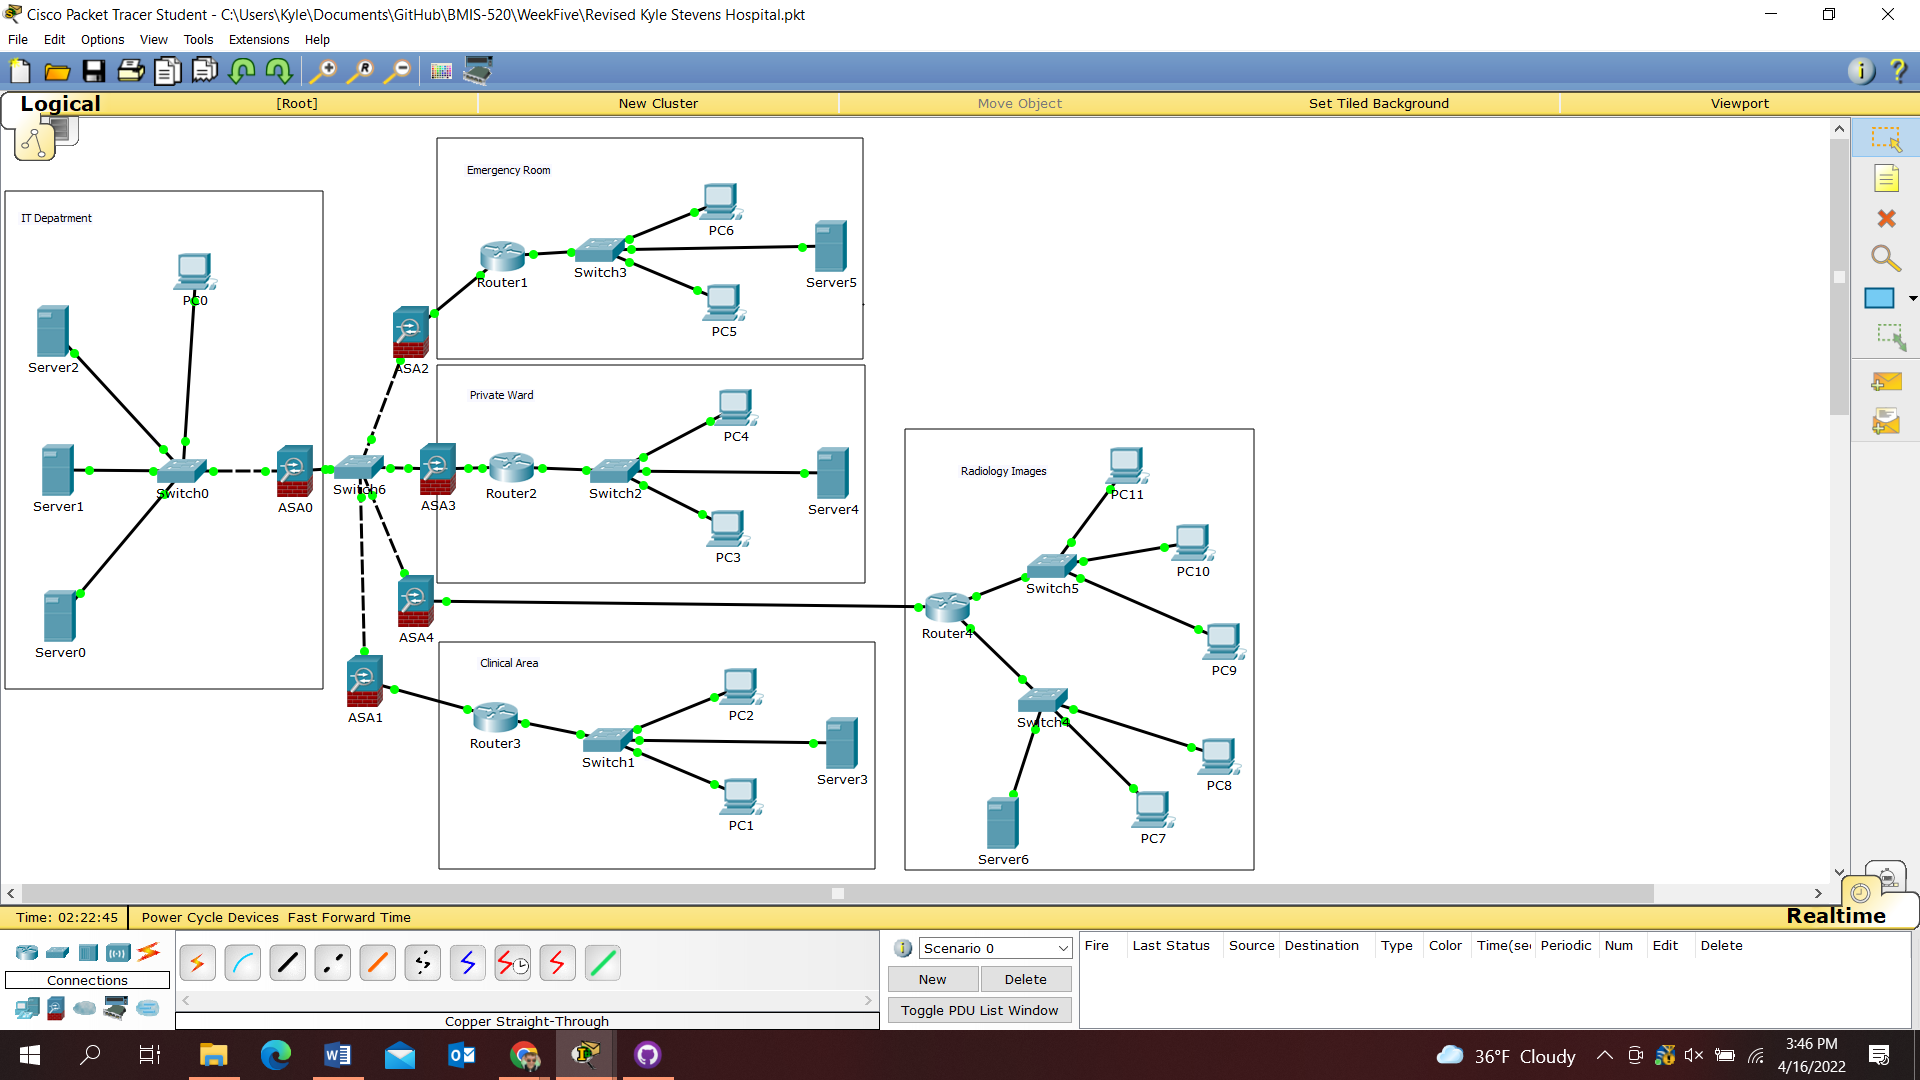 Cisco Packet Tracer Student - C:\Users\Kyle\Documents\GitHub\BMIS-520\WeekFive\Revised Kyle Stevens Hospital.pkt
File Edit Options View Tools Extensions Help
Logical [Root] New Cluster Move Object Set Tiled Background Viewport
IT Depatrment
PC0
Server2
Server1
Switch0
Server0
ASA0
Switch6
Emergency Room
PC6
Router1
Switch3
Server5
PC5
ASA2
Private Ward
PC4
ASA3
Router2
Switch2
Server4
PC3
ASA4
ASA1
Clinical Area
PC2
Router3
Switch1
Server3
PC1
Radiology Images
PC11
PC10
Switch5
Router4
PC9
Switch4
PC8
PC7
Server6
Time: 02:22:45 Power Cycle Devices Fast Forward Time
Realtime
Connections
Copper Straight-Through
Scenario 0
New Delete
Toggle PDU List Window
Fire Last Status Source Destination Type Color Time(sec Periodic Num Edit Delete
36°F Cloudy
3:46 PM
4/16/2022